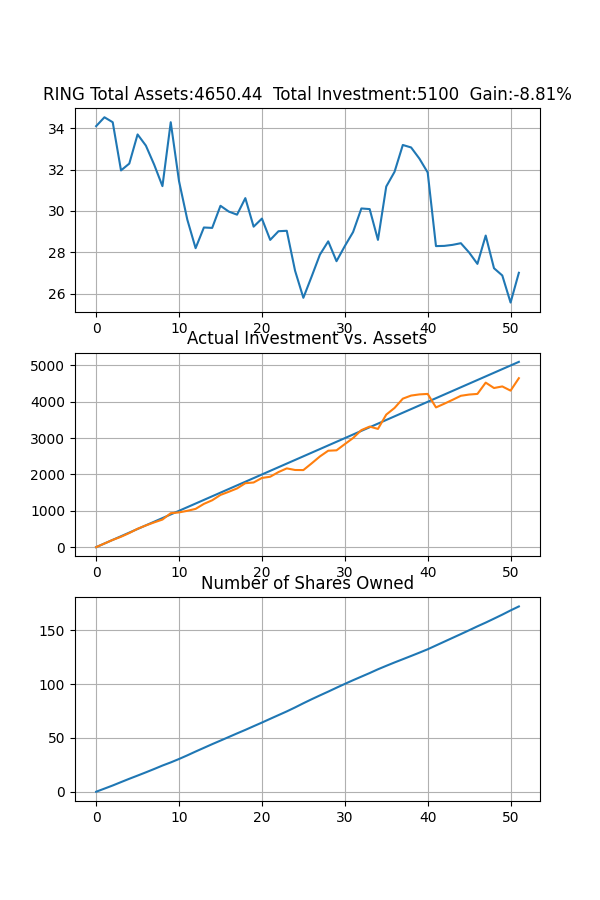 RING Total Assets:4650.44  Total Investment:5100  Gain:-8.81%
34
32
30
28
26
0 10 20 30 40 50
Actual Investment vs. Assets
5000
4000
3000
2000
1000
0
0 10 20 30 40 50
Number of Shares Owned
150
100
50
0
0 10 20 30 40 50